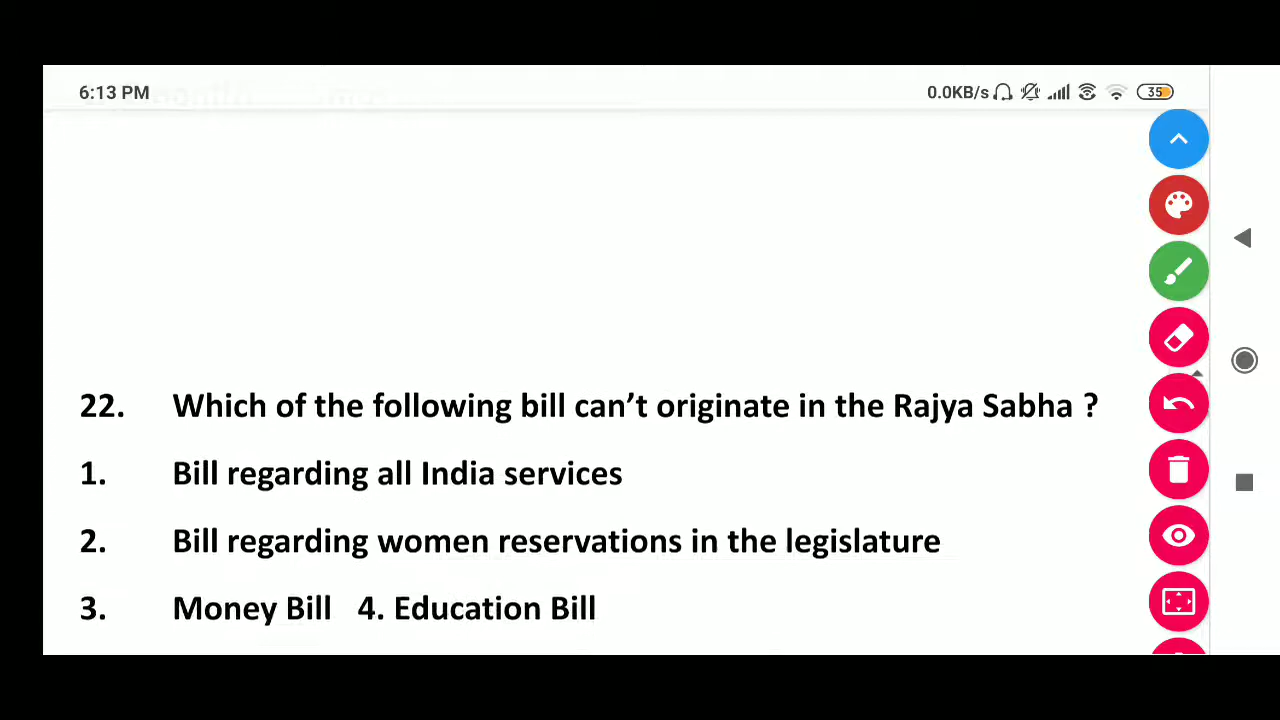 6:13 PM 0.0KB/s 35
22. Which of the following bill can’t originate in the Rajya Sabha ?
1. Bill regarding all India services
2. Bill regarding women reservations in the legislature
3. Money Bill 4. Education Bill